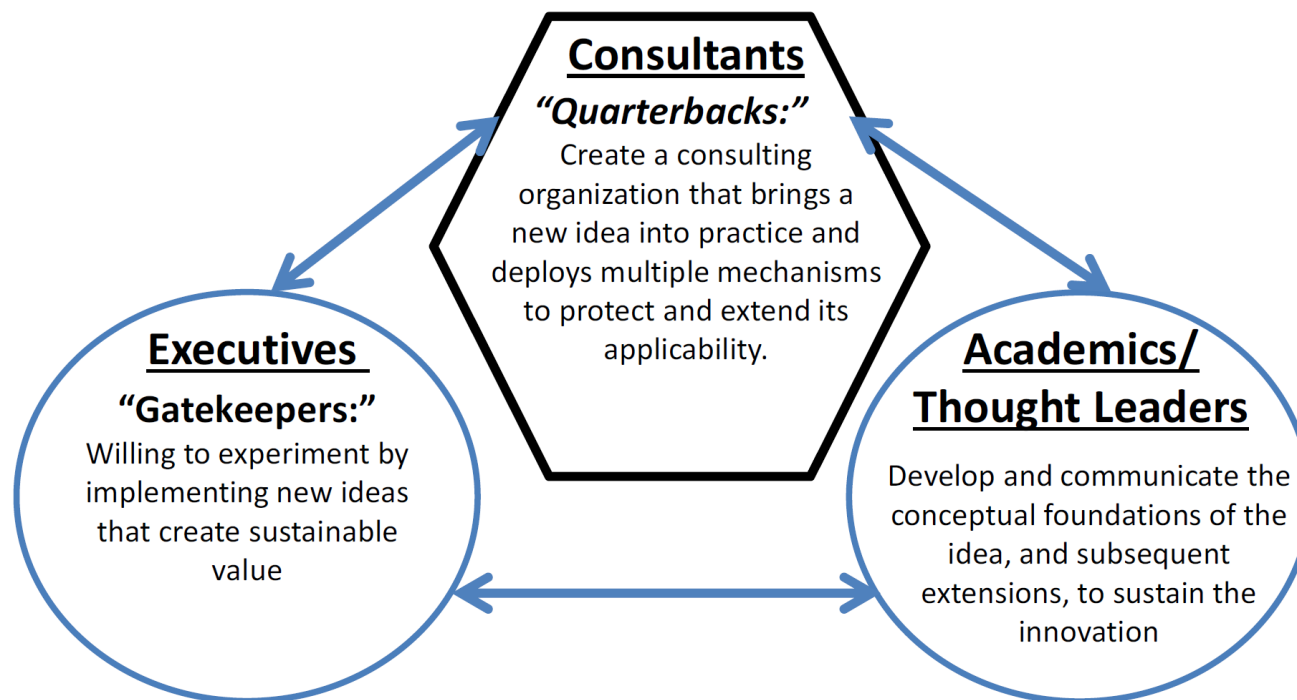 Consultants
“Quarterbacks:”
Create a consulting
organization that brings a
new idea into practice and
deploys multiple mechanisms
to protect and extend its
applicability.
Executives
“Gatekeepers:”
Willing to experiment by
implementing new ideas
that create sustainable
value
Academics/
Thought Leaders
Develop and communicate the
conceptual foundations of the
idea, and subsequent
extensions, to sustain the
innovation